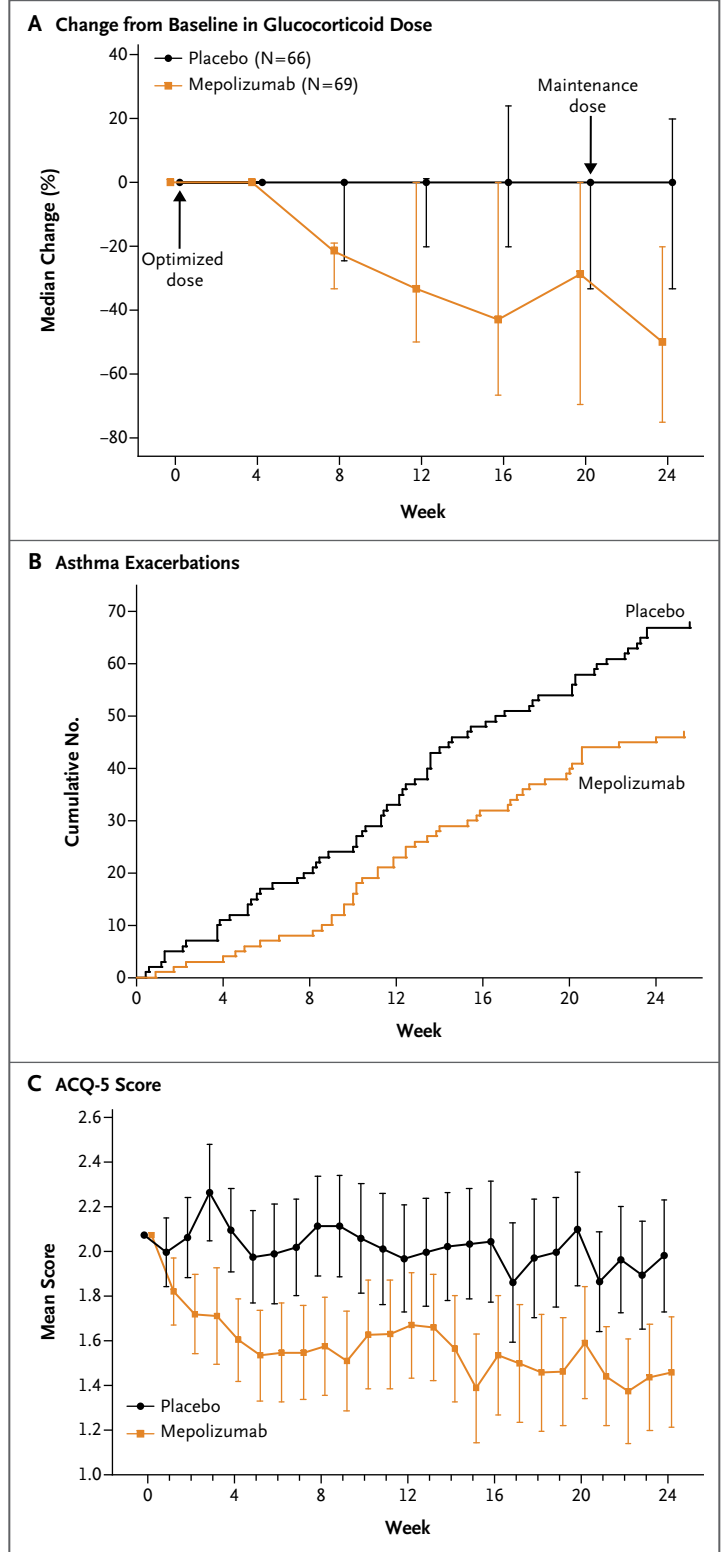 A Change from Baseline in Glucocorticoid Dose
40
20
0
–20
–40
–60
–80
Median Change (%)
Placebo (N=66)
Mepolizumab (N=69)
Maintenance
dose
Optimized
dose
0 4 8 12 16 20 24
Week
B Asthma Exacerbations
70
60
50
40
30
20
10
0
Cumulative No.
Placebo
Mepolizumab
0 4 8 12 16 20 24
Week
C ACQ-5 Score
2.6
2.4
2.2
2.0
1.8
1.6
1.4
1.2
1.0
Mean Score
Placebo
Mepolizumab
0 4 8 12 16 20 24
Week